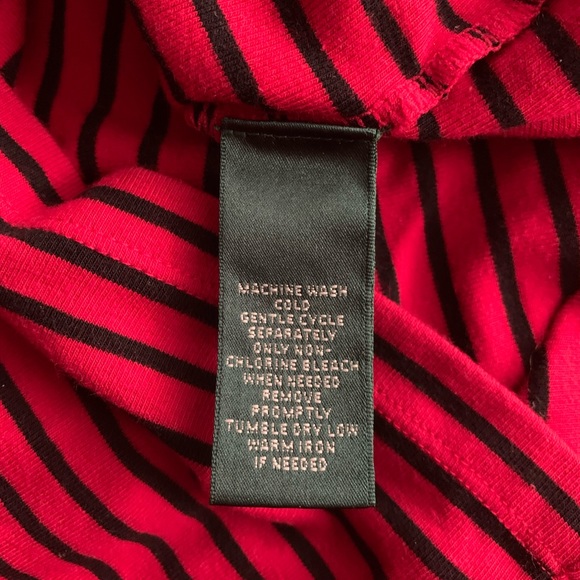 MACHINE WASH
COLD
GENTLE CYCLE
SEPARATELY
ONLY NON-
CHLORINE BLEACH
WHEN NEEDED
REMOVE
PROMPTLY
TUMBLE DRY LOW
WARM IRON
IF NEEDED